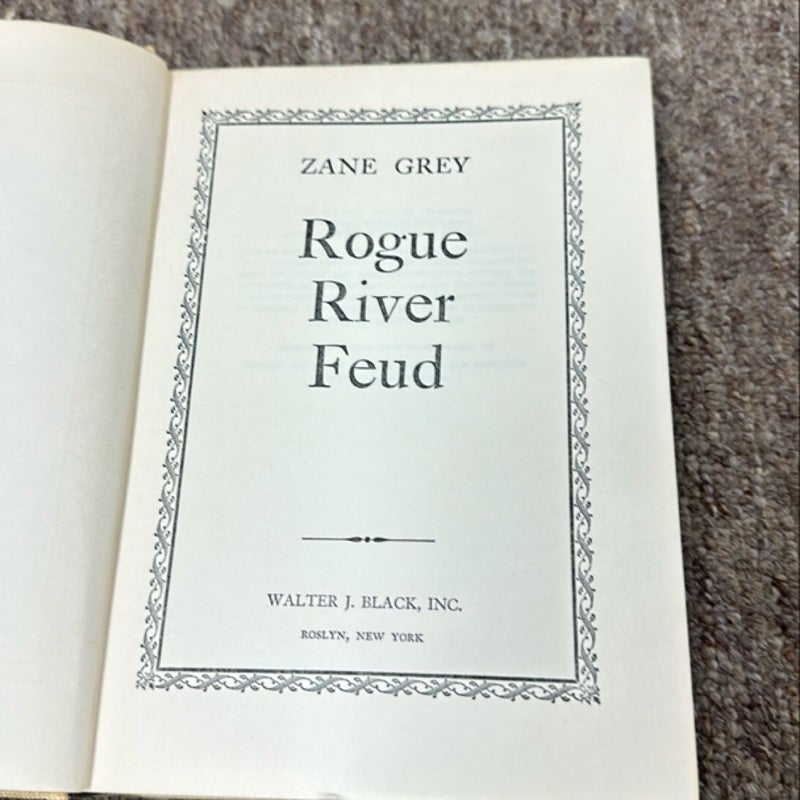 ZANE GREY
Rogue
River
Feud
WALTER J. BLACK, INC.
ROSLYN, NEW YORK